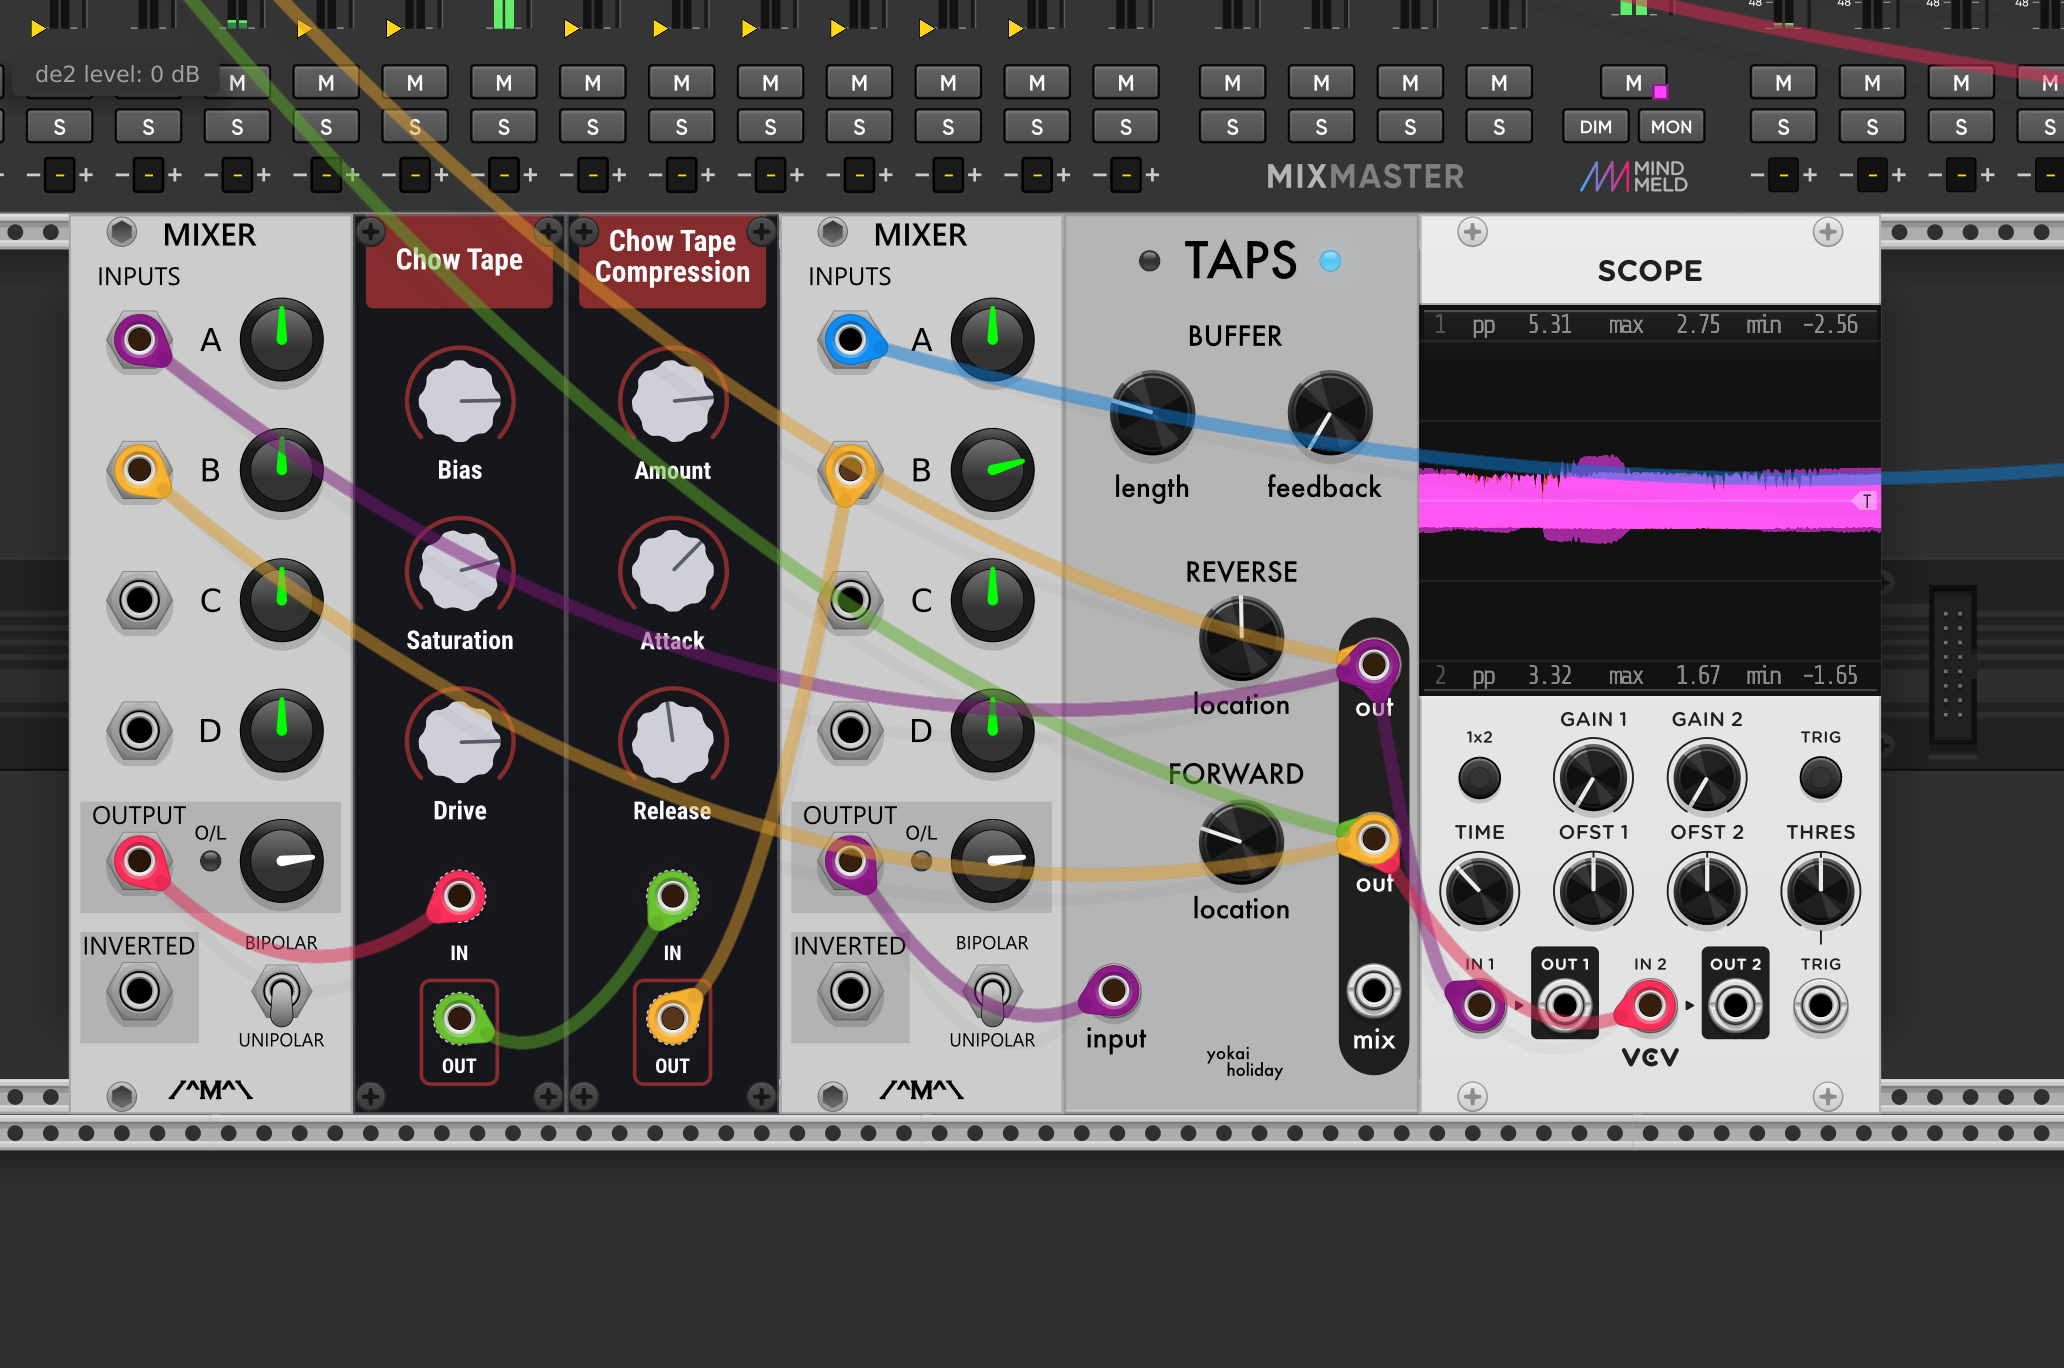 48 48 48 48
de2 level: 0 dB
M M M M M M M M M M M M M M M M M M M M
S S S S S S S S S S S S S S S S S DIM MON S S S S
- - + - - + - - + - - + - - + - - + - - + - - + - - + - - + - - + - - + - - +
MIXMASTER
MIND
MELD
- - + - - + - - + -
MIXER
INPUTS
A
B
C
D
OUTPUT
O/L
INVERTED
BIPOLAR
UNIPOLAR
/^M^\
Chow Tape
Bias
Saturation
Drive
IN
OUT
Chow Tape
Compression
Amount
Attack
Release
IN
OUT
MIXER
INPUTS
A
B
C
D
OUTPUT
O/L
INVERTED
BIPOLAR
UNIPOLAR
/^M^\
TAPS
BUFFER
length feedback
REVERSE
location
out
FORWARD
location
out
input
mix
yokai
holiday
SCOPE
1 pp 5.31 max 2.75 min -2.56
T
2 pp 3.32 max 1.67 min -1.65
1x2 GAIN 1 GAIN 2 TRIG
TIME OFST 1 OFST 2 THRES
IN 1 OUT 1 IN 2 OUT 2 TRIG
VCV